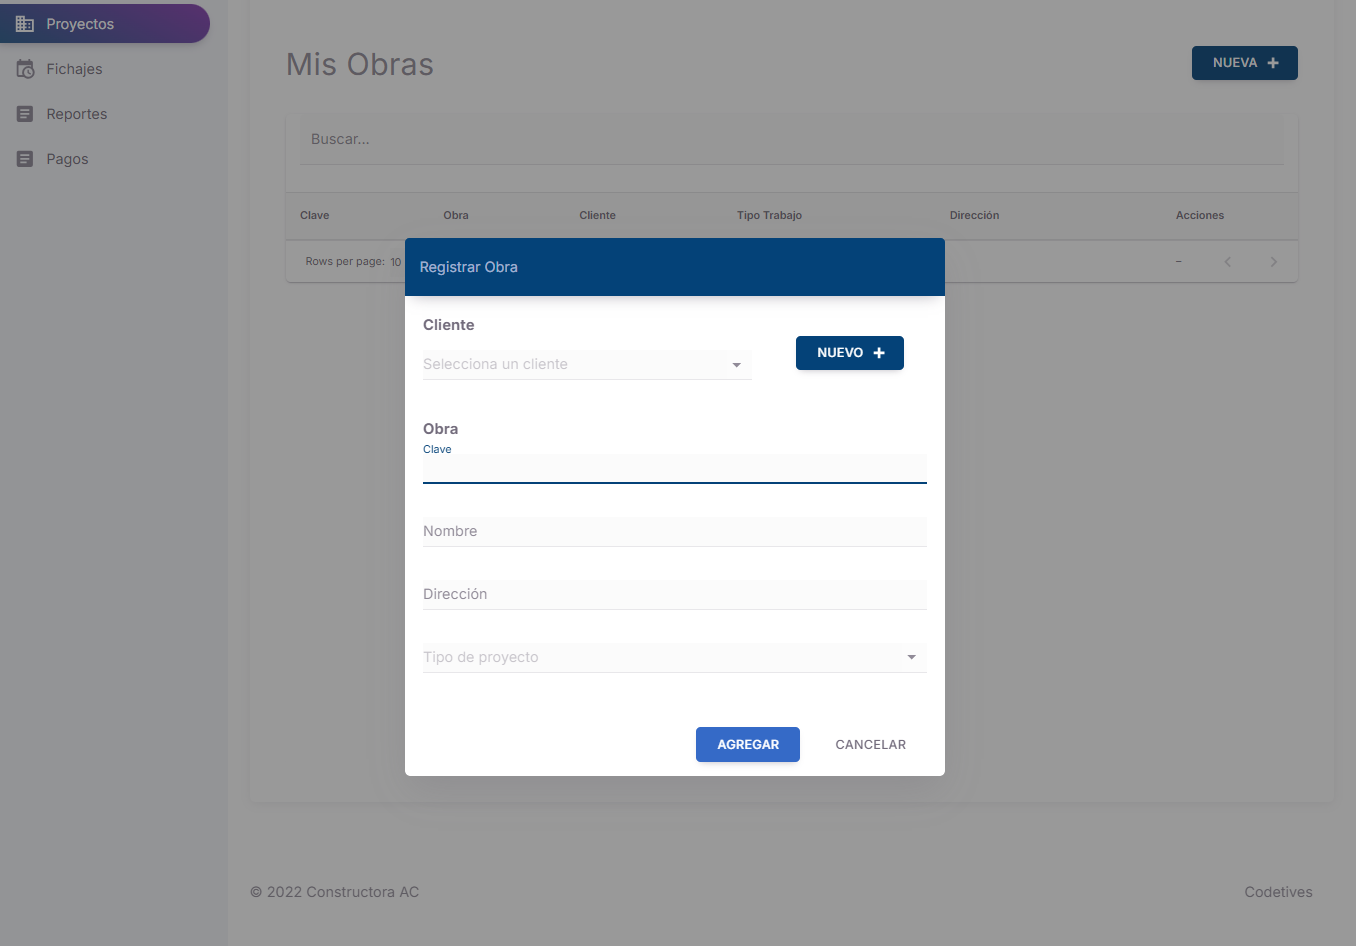 Proyectos
Fichajes
Reportes
Pagos
Mis Obras
NUEVA +
Buscar...
Clave Obra Cliente Tipo Trabajo Dirección Acciones
Rows per page: 10 – < >
Registrar Obra
Cliente
Selecciona un cliente
NUEVO +
Obra
Clave
Nombre
Dirección
Tipo de proyecto
AGREGAR CANCELAR
© 2022 Constructora AC Codetives